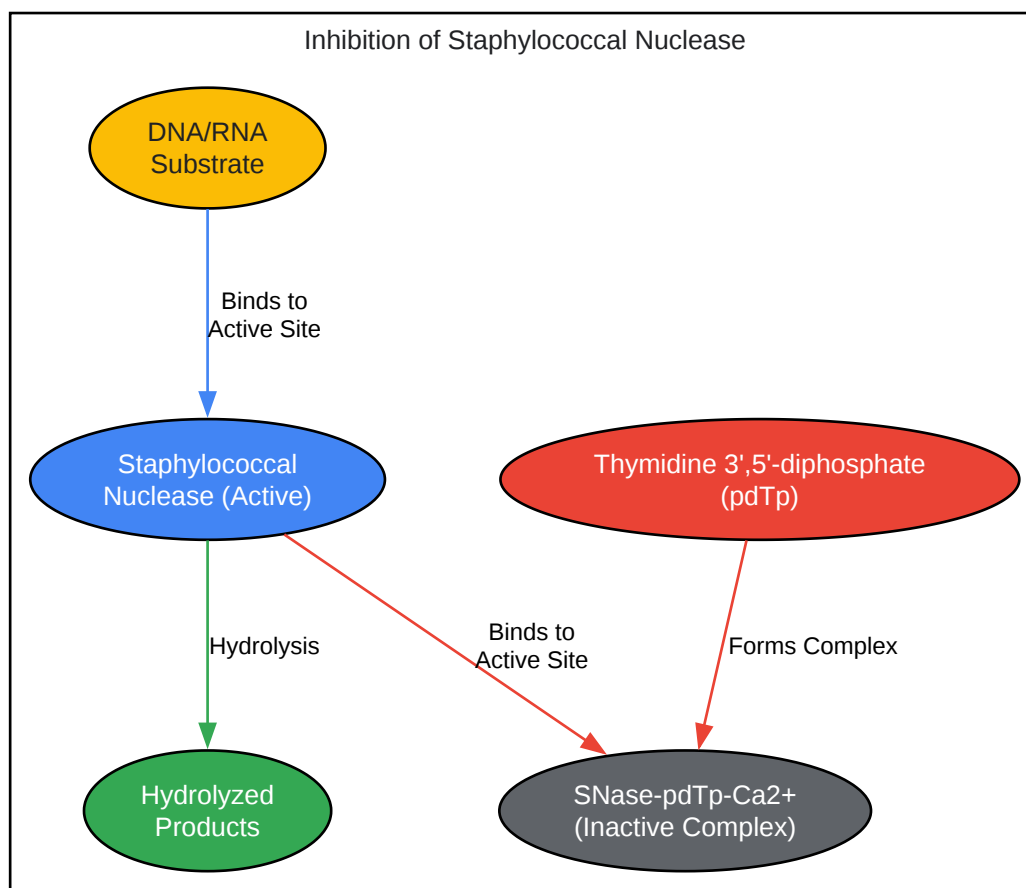 Inhibition of Staphylococcal Nuclease
DNA/RNA
Substrate
Binds to
Active Site
Staphylococcal
Nuclease (Active)
Thymidine 3',5'-diphosphate
(pdTp)
Hydrolysis
Binds to
Active Site
Forms Complex
Hydrolyzed
Products
SNase-pdTp-Ca2+
(Inactive Complex)